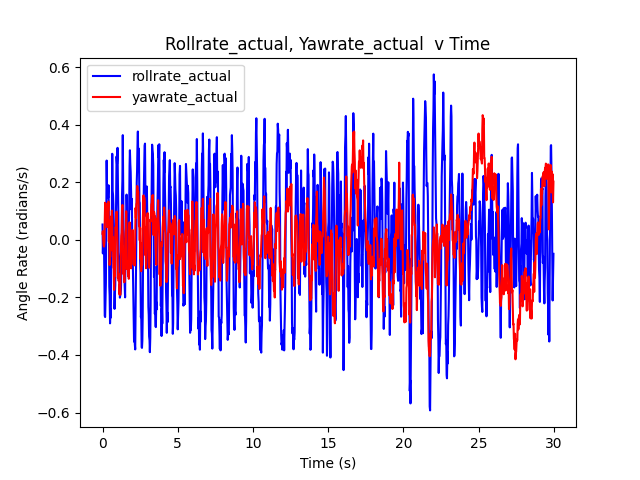 Rollrate_actual, Yawrate_actual  v Time
rollrate_actual
yawrate_actual
Angle Rate (radians/s)
0.6
0.4
0.2
0.0
−0.2
−0.4
−0.6
0 5 10 15 20 25 30
Time (s)